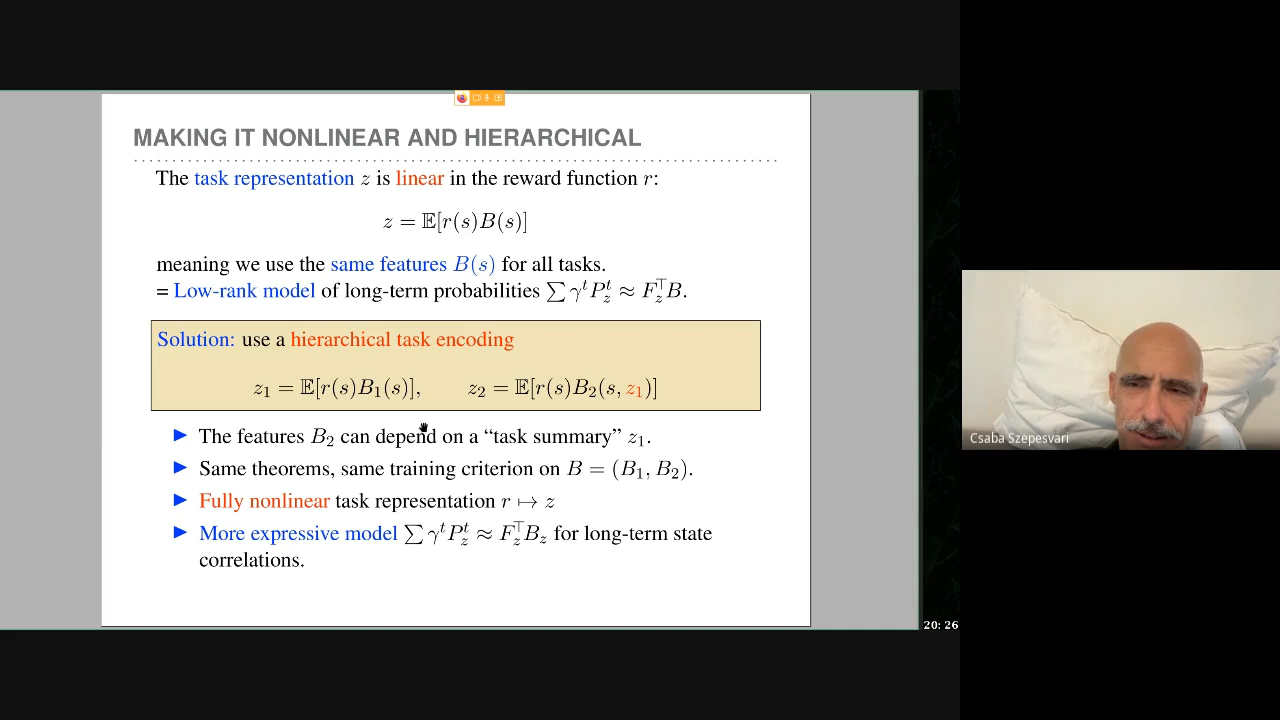 MAKING IT NONLINEAR AND HIERARCHICAL
The task representation z is linear in the reward function r:
z = 𝔼[r(s)B(s)]
meaning we use the same features B(s) for all tasks.
= Low-rank model of long-term probabilities ∑ γᵗPᵗ_z ≈ F_z^⊤B.
Solution: use a hierarchical task encoding
z₁ = 𝔼[r(s)B₁(s)], z₂ = 𝔼[r(s)B₂(s, z₁)]
▶ The features B₂ can depend on a “task summary” z₁.
▶ Same theorems, same training criterion on B = (B₁, B₂).
▶ Fully nonlinear task representation r ↦ z
▶ More expressive model ∑ γᵗPᵗ_z ≈ F_z^⊤B_z for long-term state
correlations.
Csaba Szepesvari
20: 26